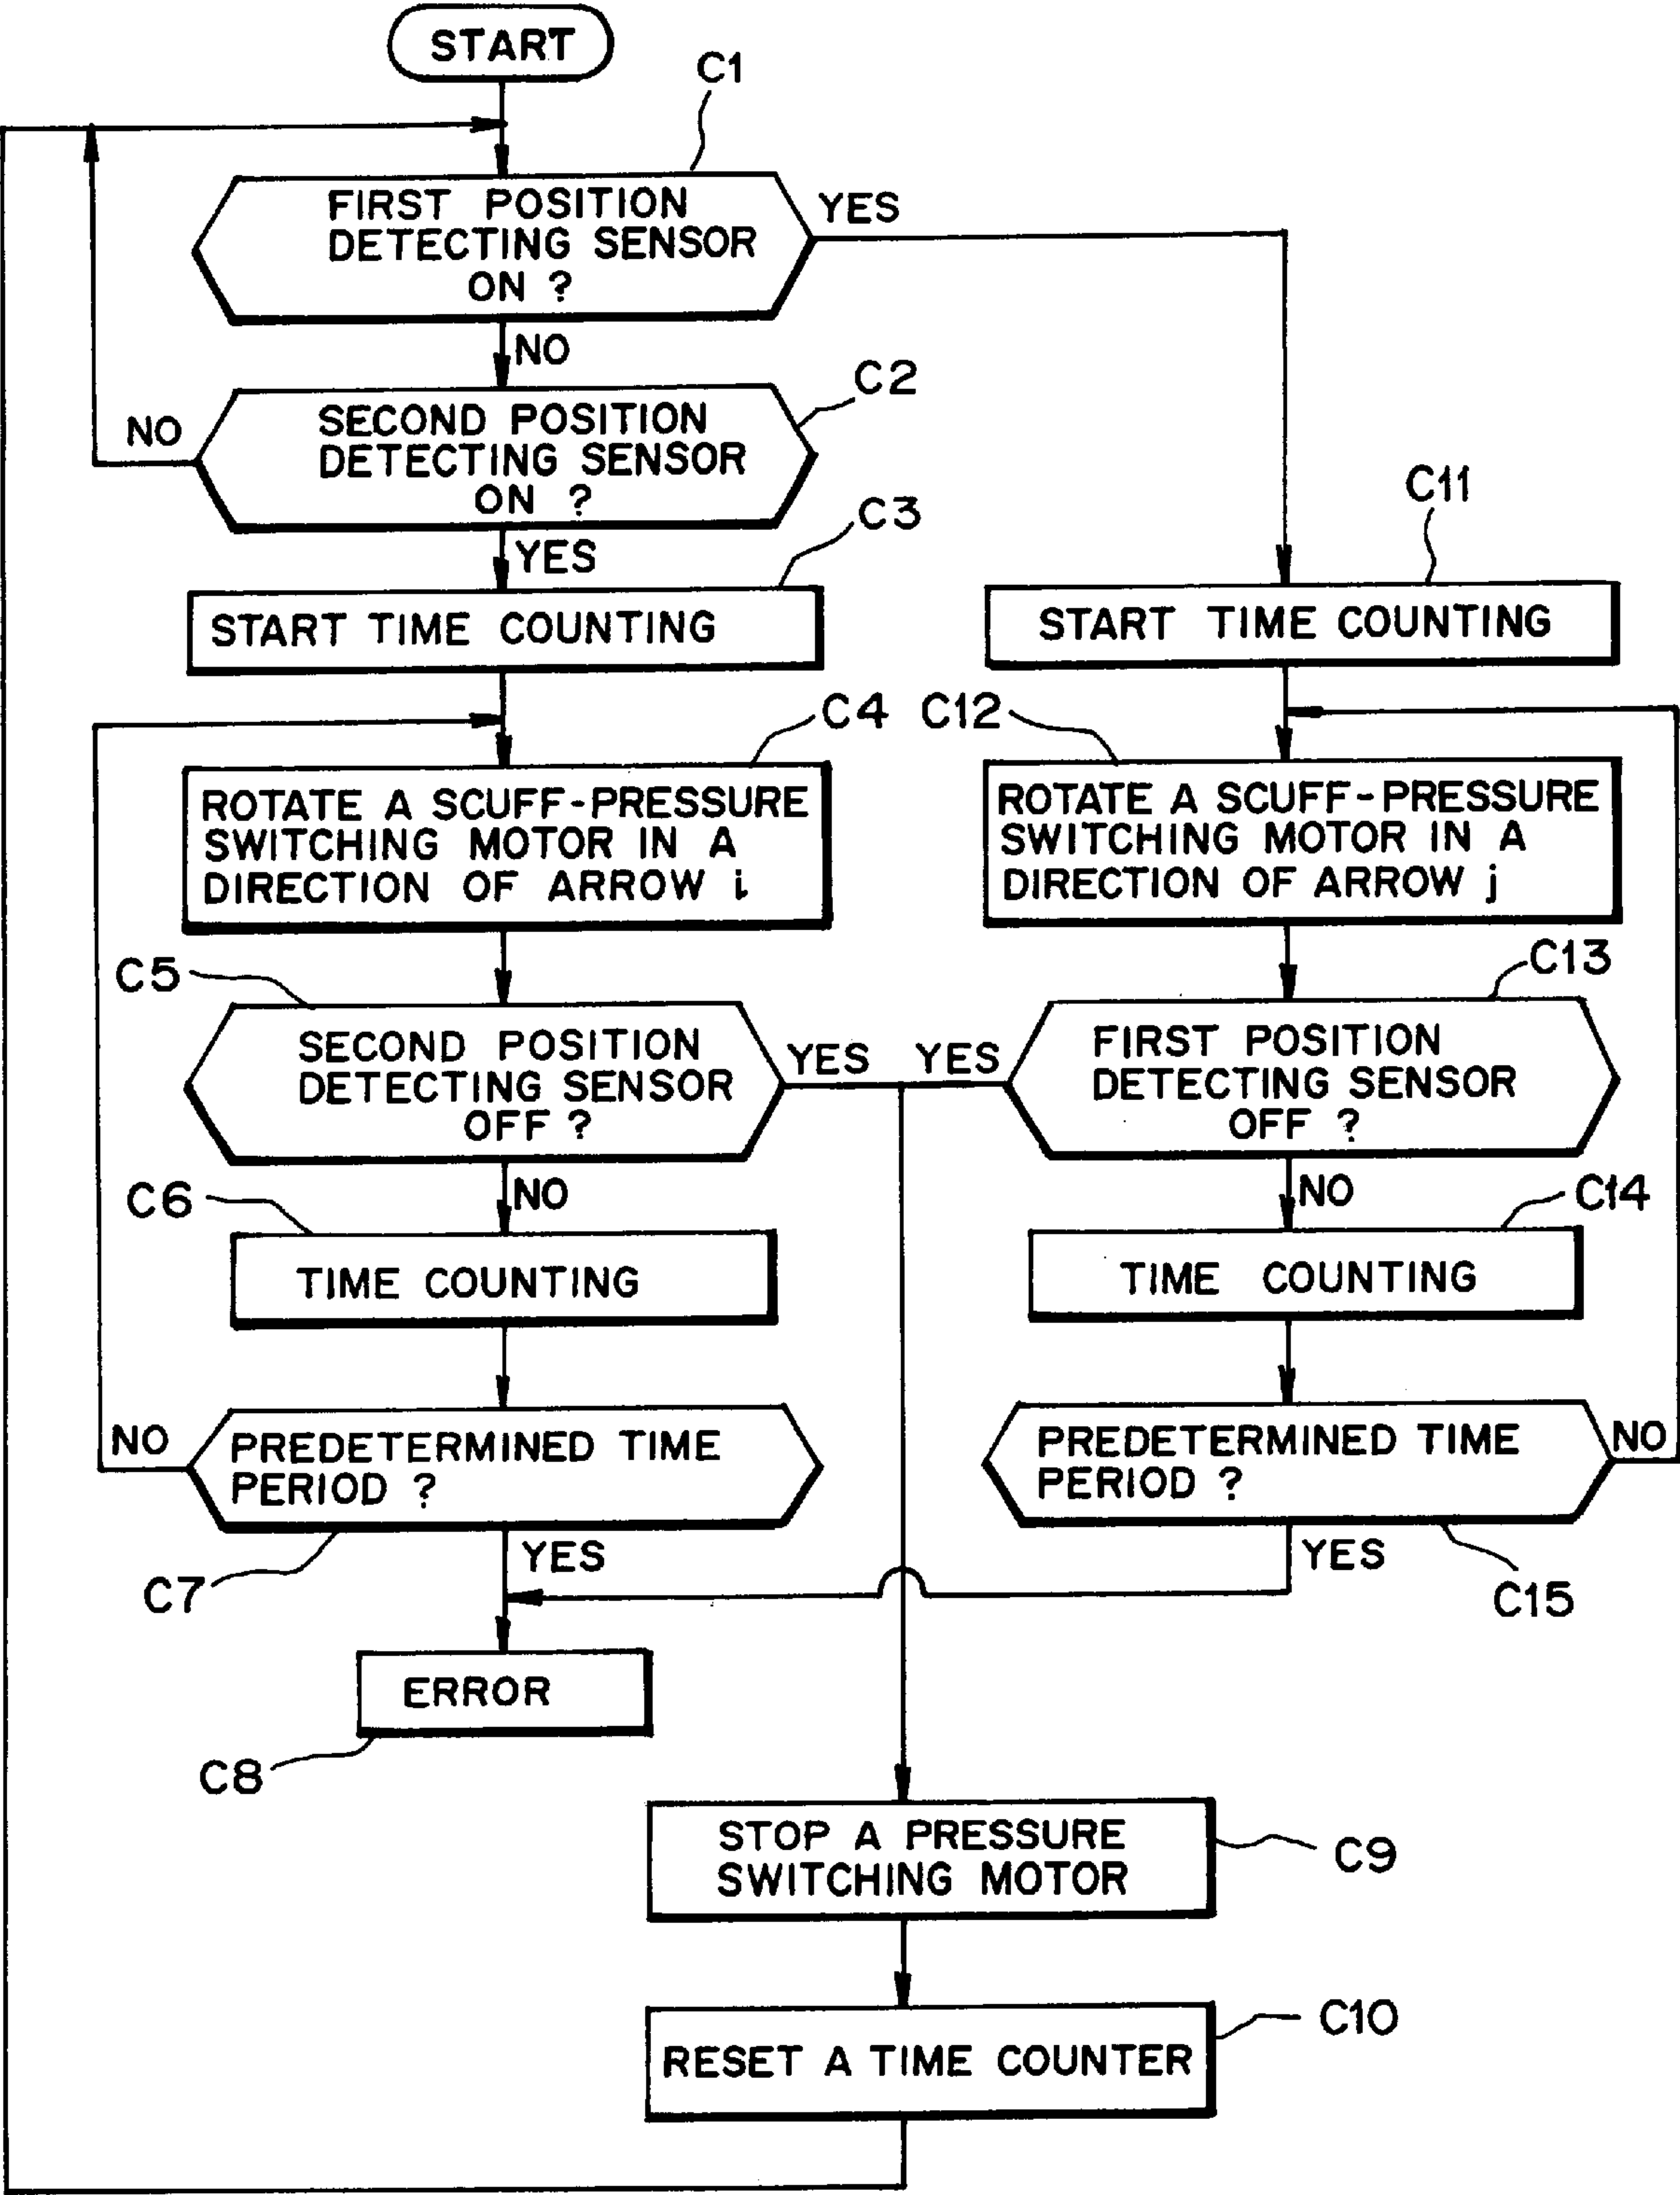 START
C1
FIRST POSITION
DETECTING SENSOR
ON ?
YES
NO
C2
SECOND POSITION
DETECTING SENSOR
ON ?
NO
YES
C3
START TIME COUNTING
C11
START TIME COUNTING
C4
ROTATE A SCUFF-PRESSURE
SWITCHING MOTOR IN A
DIRECTION OF ARROW i
C12
ROTATE A SCUFF-PRESSURE
SWITCHING MOTOR IN A
DIRECTION OF ARROW j
C5
SECOND POSITION
DETECTING SENSOR
OFF ?
YES
YES
C13
FIRST POSITION
DETECTING SENSOR
OFF ?
NO
NO
C6
TIME COUNTING
C14
TIME COUNTING
NO
PREDETERMINED TIME
PERIOD ?
C7
YES
PREDETERMINED TIME
PERIOD ?
NO
YES
C15
ERROR
C8
STOP A PRESSURE
SWITCHING MOTOR
C9
RESET A TIME COUNTER
C10